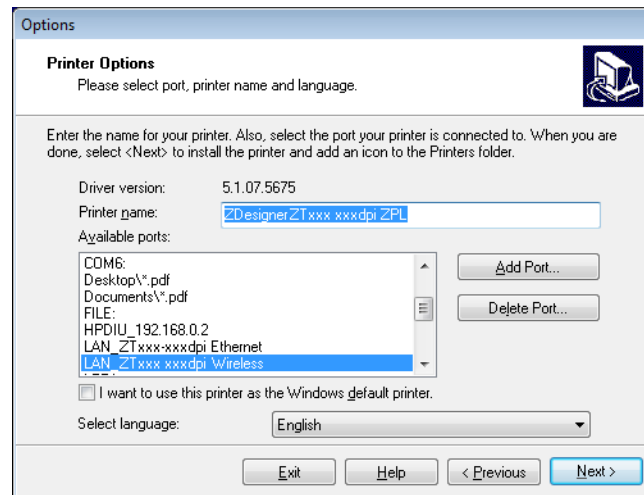 Options
Printer Options
Please select port, printer name and language.
Enter the name for your printer. Also, select the port your printer is connected to. When you are
done, select <Next> to install the printer and add an icon to the Printers folder.
Driver version: 5.1.07.5675
Printer name: ZDesignerZTxxx xxxdpi ZPL
Available ports:
COM6:
Desktop\*.pdf
Documents\*.pdf
FILE:
HPDIU_192.168.0.2
LAN_ZTxxx-xxxdpi Ethernet
LAN_ZTxxx xxxdpi Wireless
Add Port...
Delete Port...
I want to use this printer as the Windows default printer.
Select language: English
Exit Help < Previous Next >